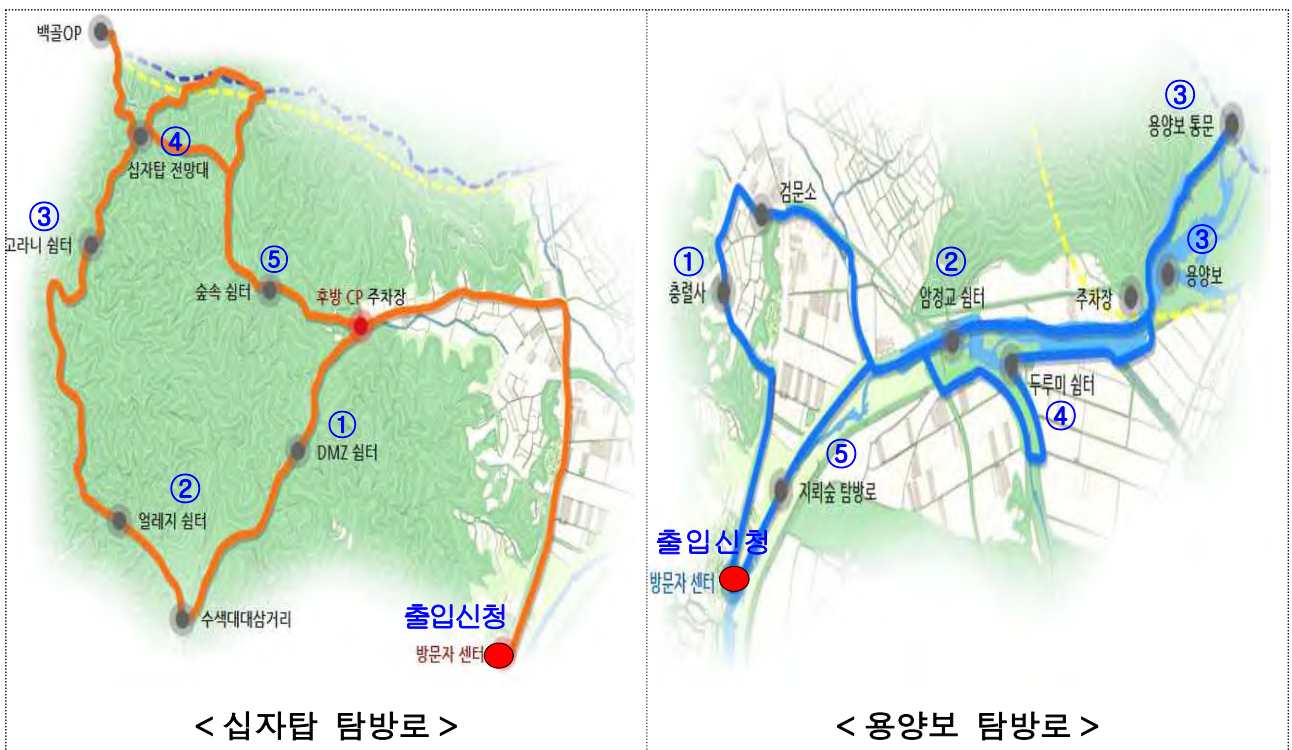 백골OP
④
십자탑 전망대
③
고라니 쉼터
⑤
숲속 쉼터
후방 CP 주차장
①
DMZ 쉼터
②
얼레지 쉼터
수색대대삼거리
출입신청
방문자 센터
< 십자탑 탐방로 >
③
용양보 통문
검문소
①
충렬사
②
암정교 쉼터
③
용양보
주차장
두루미 쉼터
④
⑤
지뢰숲 탐방로
출입신청
방문자 센터
< 용양보 탐방로 >